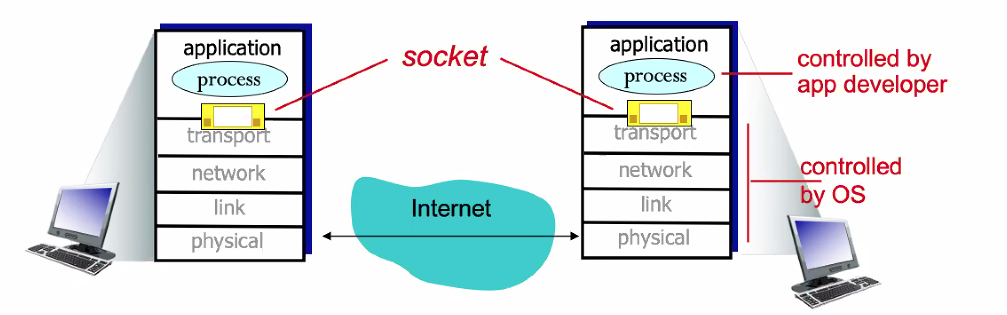 application
process
transport
network
link
physical
socket
Internet
application
process
transport
network
link
physical
controlled by
app developer
controlled
by OS